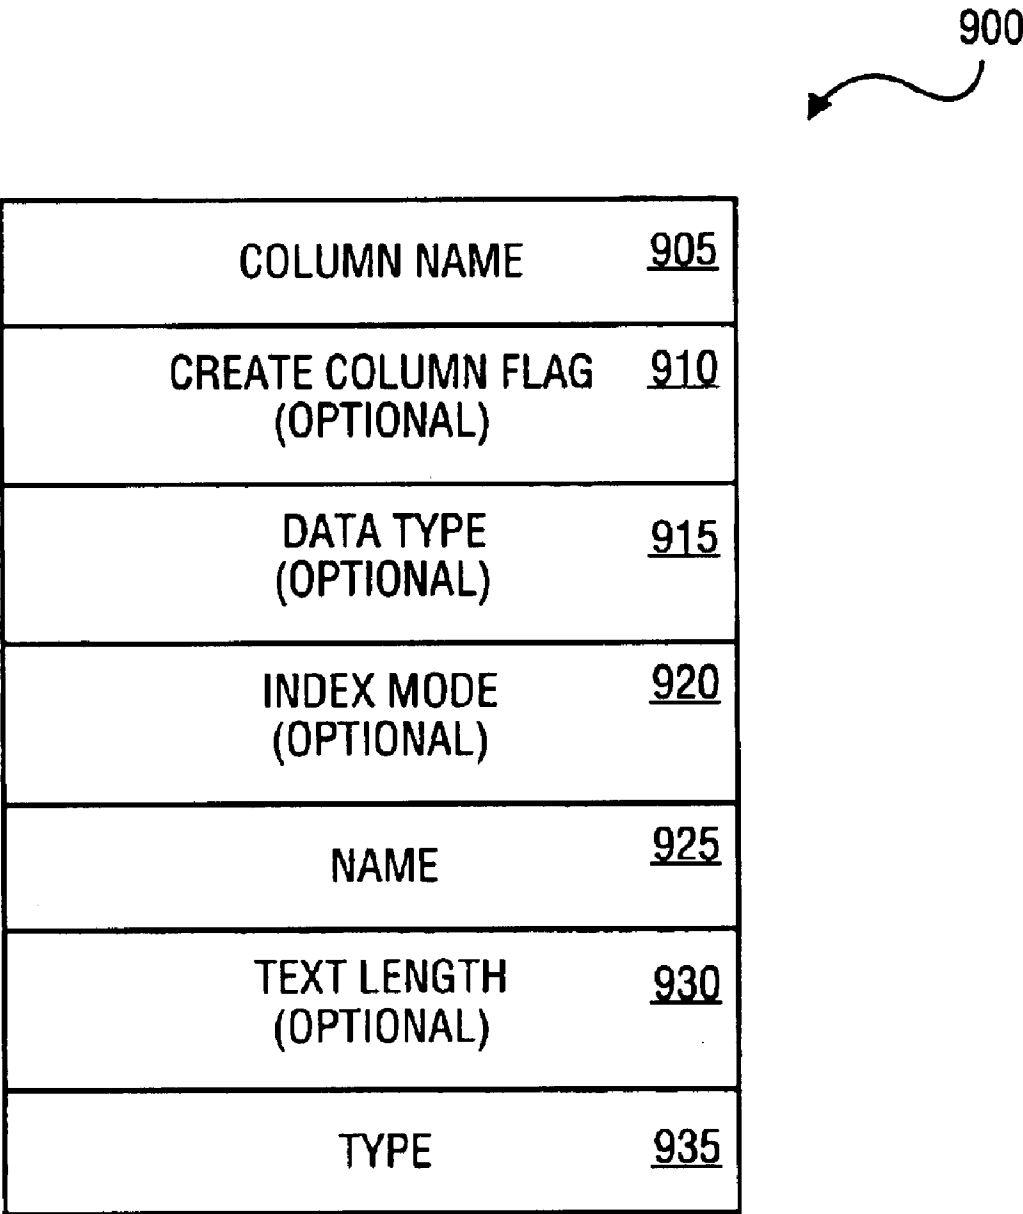 900
COLUMN NAME 905
CREATE COLUMN FLAG 910
(OPTIONAL)
DATA TYPE 915
(OPTIONAL)
INDEX MODE 920
(OPTIONAL)
NAME 925
TEXT LENGTH 930
(OPTIONAL)
TYPE 935